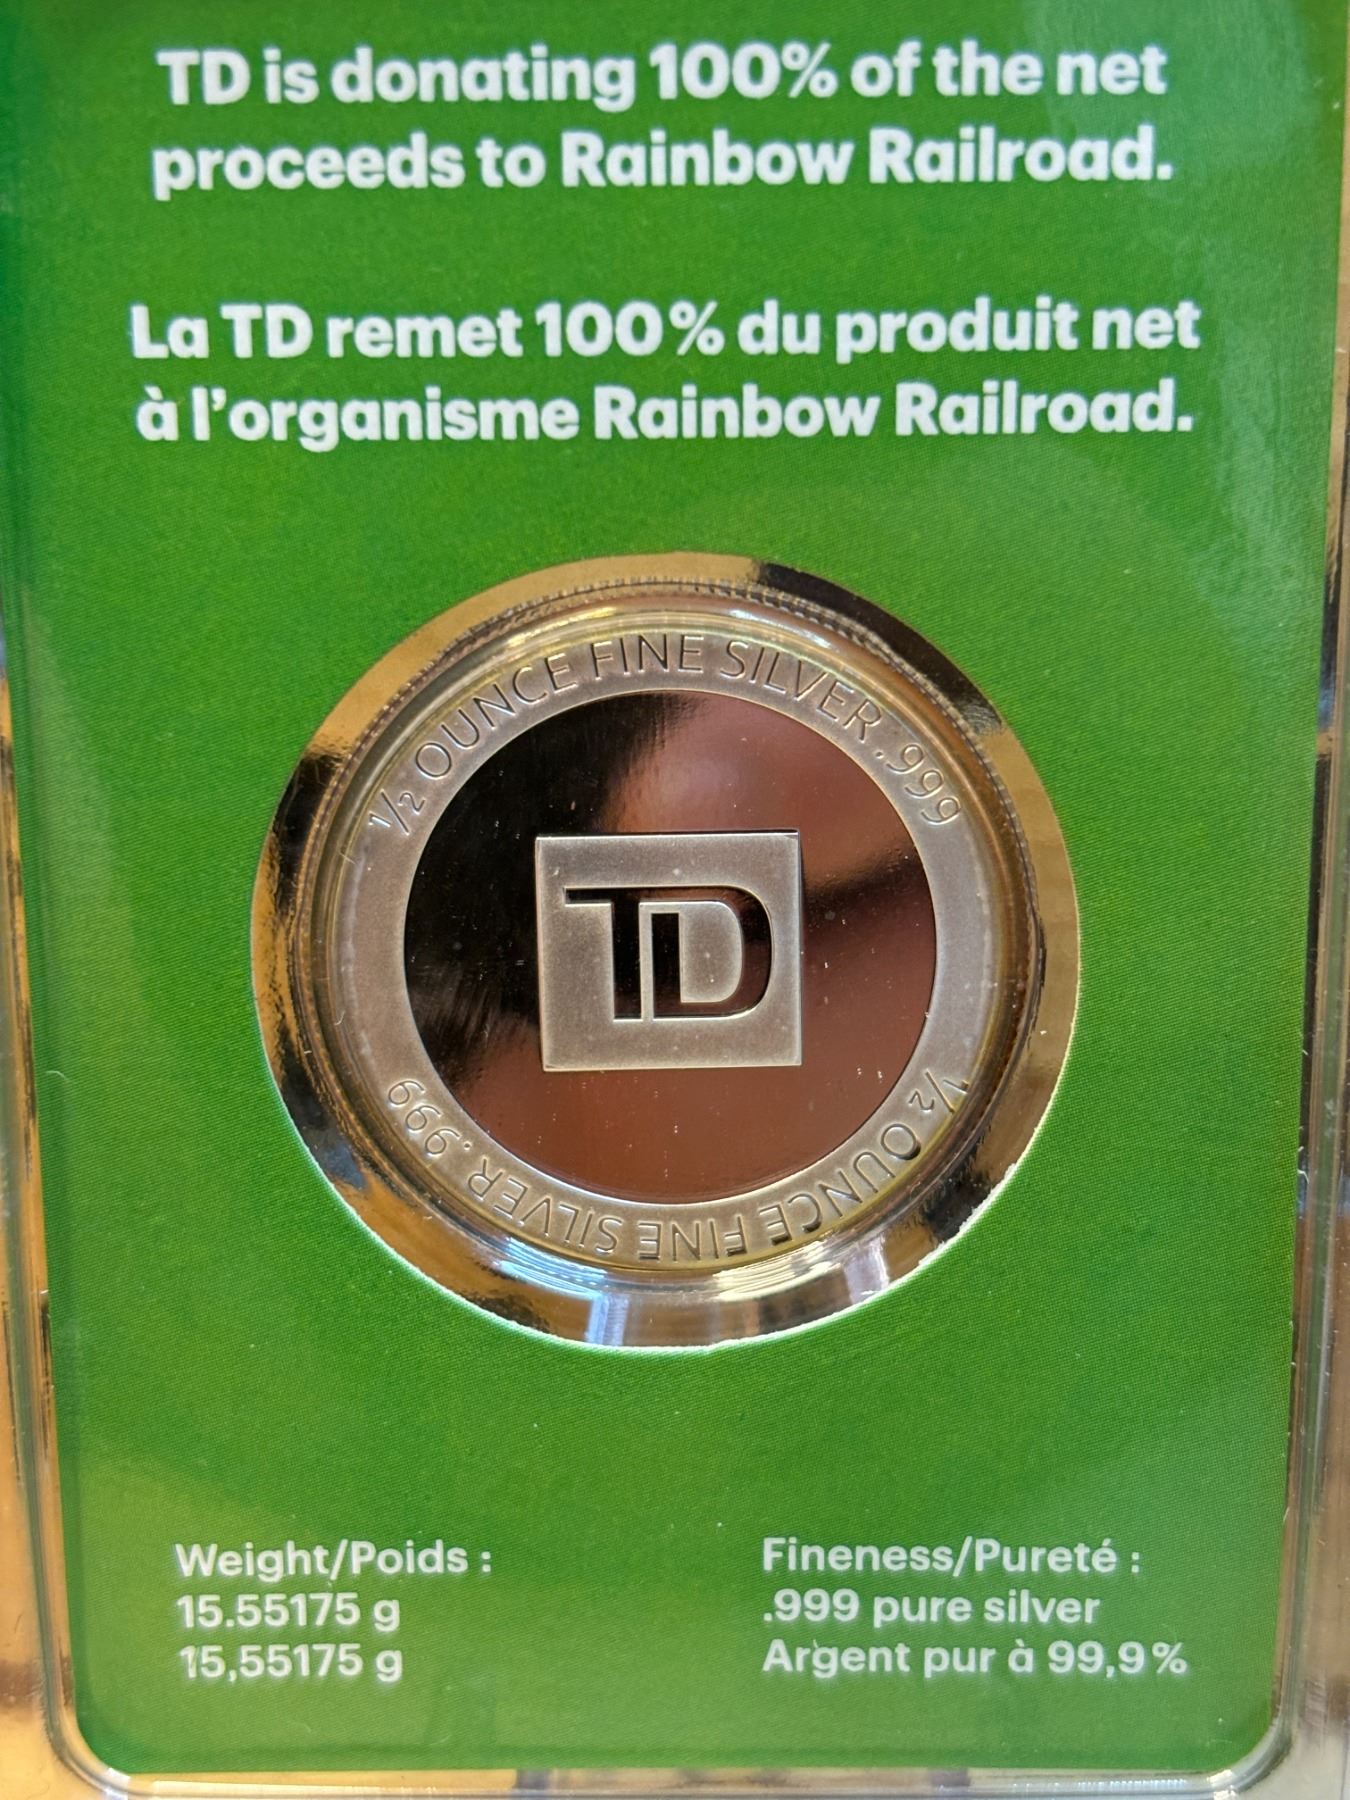 TD is donating 100% of the net
proceeds to Rainbow Railroad.
La TD remet 100% du produit net
à l'organisme Rainbow Railroad.
1/2 OUNCE FINE SILVER .999
TD
1/2 OUNCE FINE SILVER .999
Weight/Poids :
15.55175 g
15,55175 g
Fineness/Pureté :
.999 pure silver
Argent pur à 99,9 %